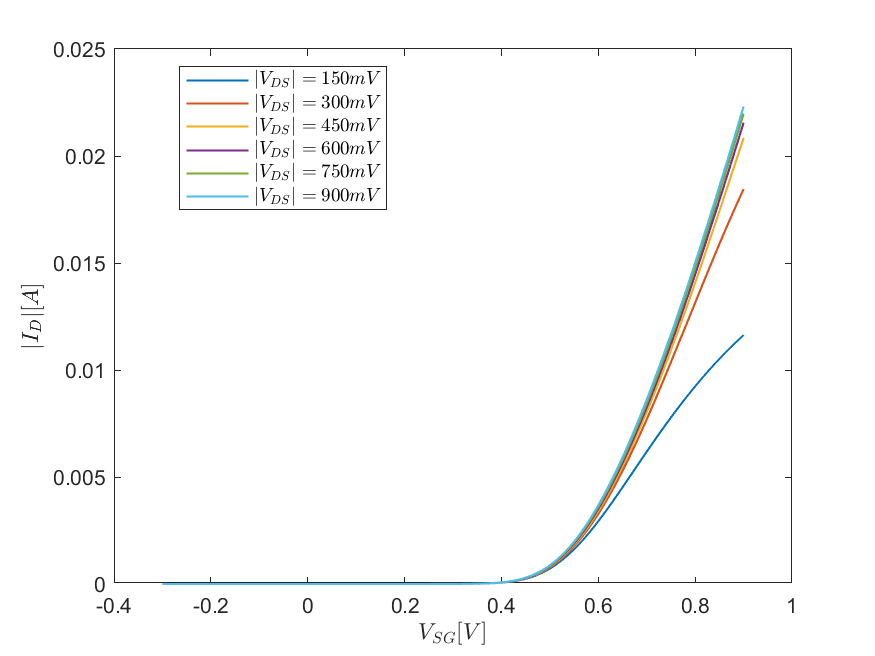 0.025
0.02
0.015
0.01
0.005
0
|V_{DS}| = 150mV
|V_{DS}| = 300mV
|V_{DS}| = 450mV
|V_{DS}| = 600mV
|V_{DS}| = 750mV
|V_{DS}| = 900mV
|I_D|[A]
-0.4 -0.2 0 0.2 0.4 0.6 0.8 1
V_{SG}[V]